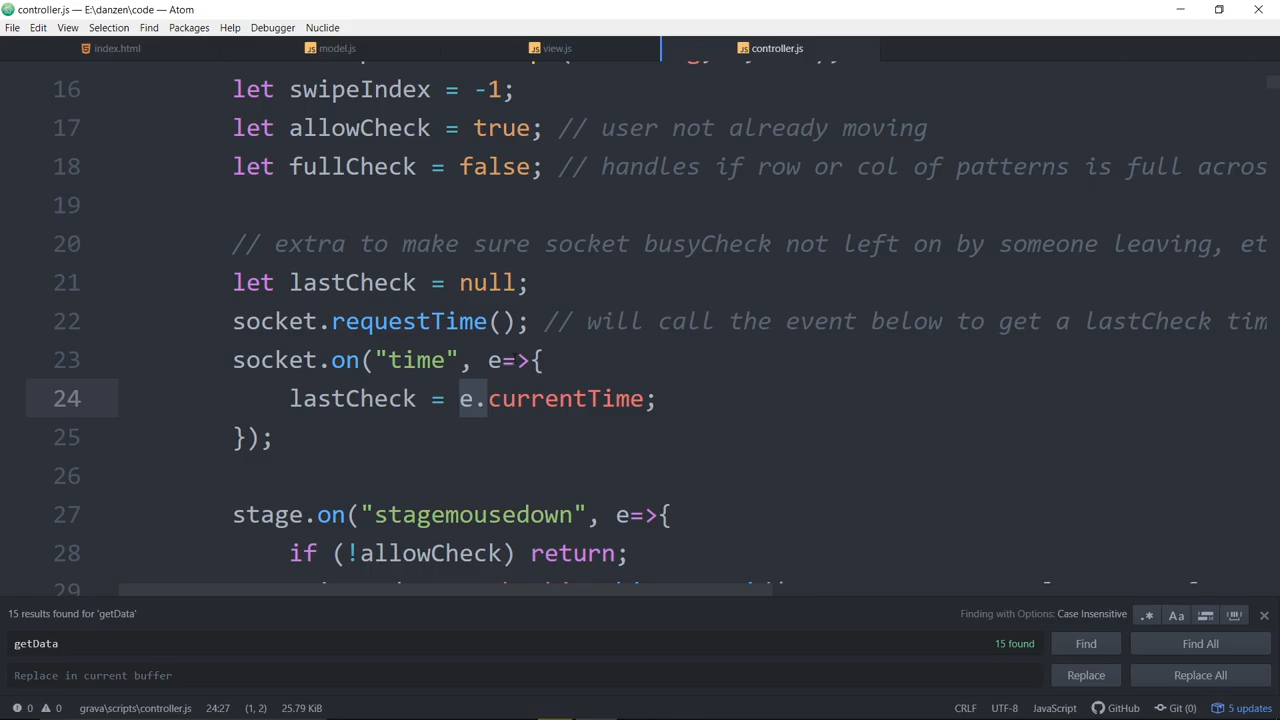 controller.js — E:\danzen\code — Atom
File Edit View Selection Find Packages Help Debugger Nuclide
index.html model.js view.js controller.js
16 let swipeIndex = -1;
17 let allowCheck = true; // user not already moving
18 let fullCheck = false; // handles if row or col of patterns is full acros
19
20 // extra to make sure socket busyCheck not left on by someone leaving, et
21 let lastCheck = null;
22 socket.requestTime(); // will call the event below to get a lastCheck tim
23 socket.on("time", e=>{
24 lastCheck = e.currentTime;
25 });
26
27 stage.on("stagemousedown", e=>{
28 if (!allowCheck) return;
29
15 results found for 'getData' Finding with Options: Case Insensitive .* Aa
getData 15 found Find Find All
Replace in current buffer Replace Replace All
0 0 grava\scripts\controller.js 24:27 (1, 2) 25.79 KiB CRLF UTF-8 JavaScript GitHub Git (0) 5 updates